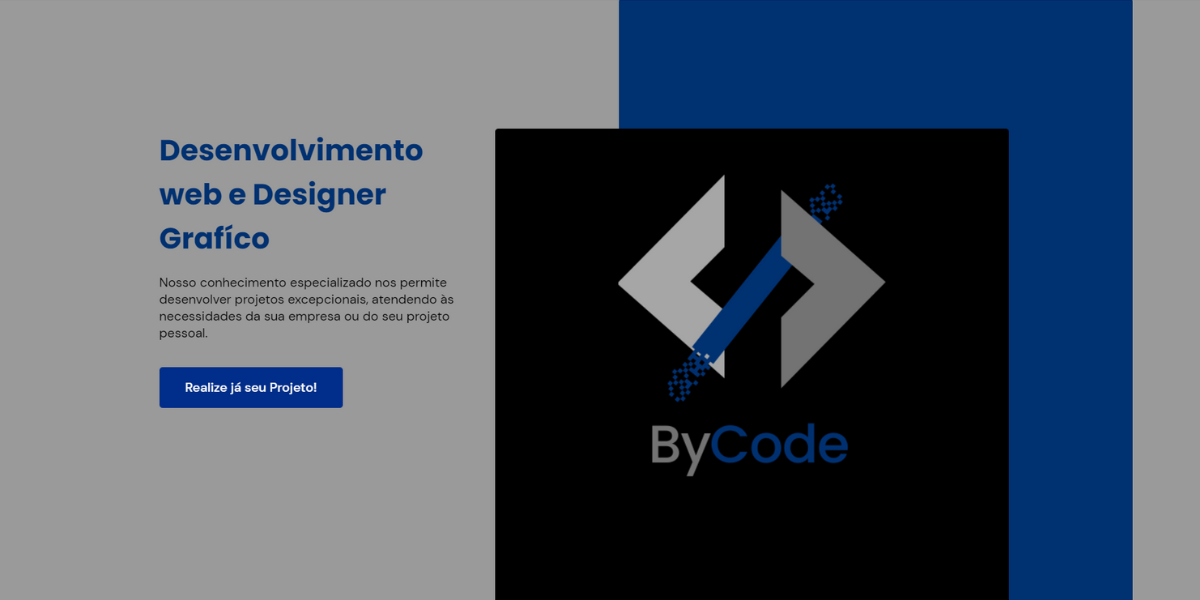 Desenvolvimento
web e Designer
Grafíco
Nosso conhecimento especializado nos permite
desenvolver projetos excepcionais, atendendo às
necessidades da sua empresa ou do seu projeto
pessoal.
Realize já seu Projeto!
ByCode